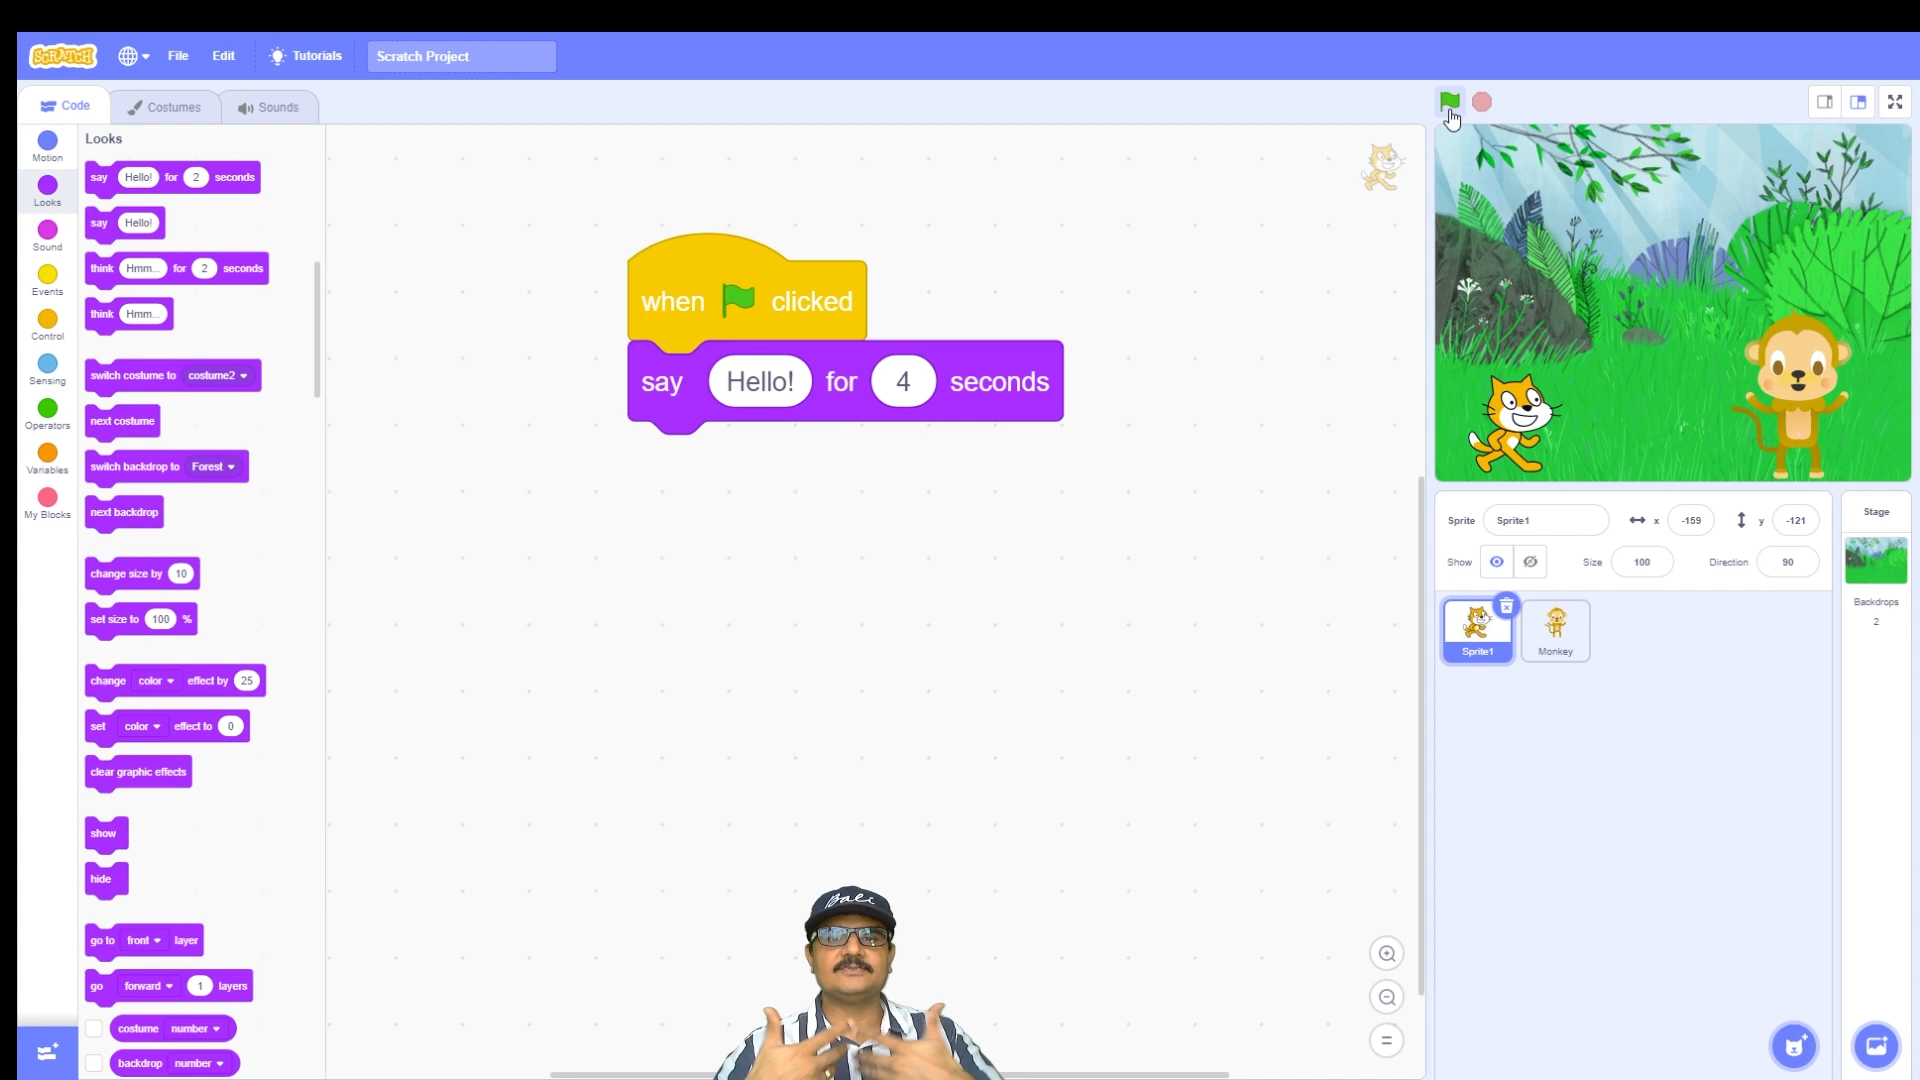 SCRATCH
File
Edit
Tutorials
Scratch Project
Code
Costumes
Sounds
Motion
Looks
Sound
Events
Control
Sensing
Operators
Variables
My Blocks
Looks
say Hello! for 2 seconds
say Hello!
think Hmm... for 2 seconds
think Hmm...
switch costume to costume2
next costume
switch backdrop to Forest
next backdrop
change size by 10
set size to 100 %
change color effect by 25
set color effect to 0
clear graphic effects
show
hide
go to front layer
go forward 1 layers
costume number
backdrop number
when clicked
say Hello! for 4 seconds
Bali
Sprite Sprite1 x -159 y -121
Show Size 100 Direction 90
Sprite1
Monkey
Stage
Backdrops
2